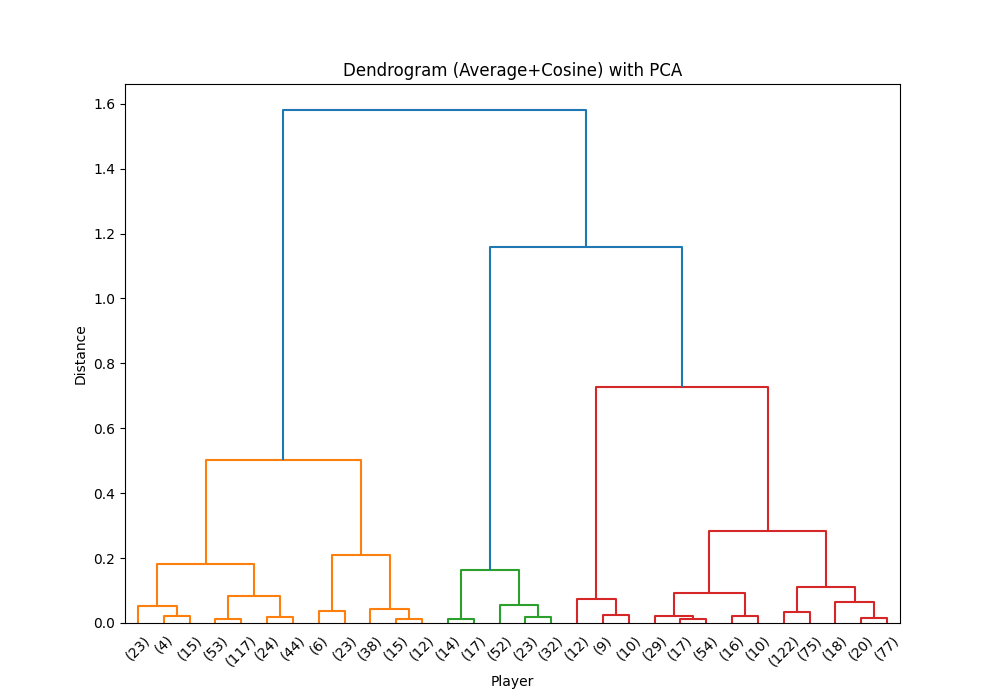 Dendrogram (Average+Cosine) with PCA
1.6
1.4
1.2
1.0
0.8
0.6
0.4
0.2
0.0
Distance
(23) (4) (15) (53) (117) (24) (44) (6) (23) (38) (15) (12) (14) (17) (52) (23) (32) (12) (9) (10) (29) (17) (54) (16) (10) (122) (75) (18) (20) (77)
Player